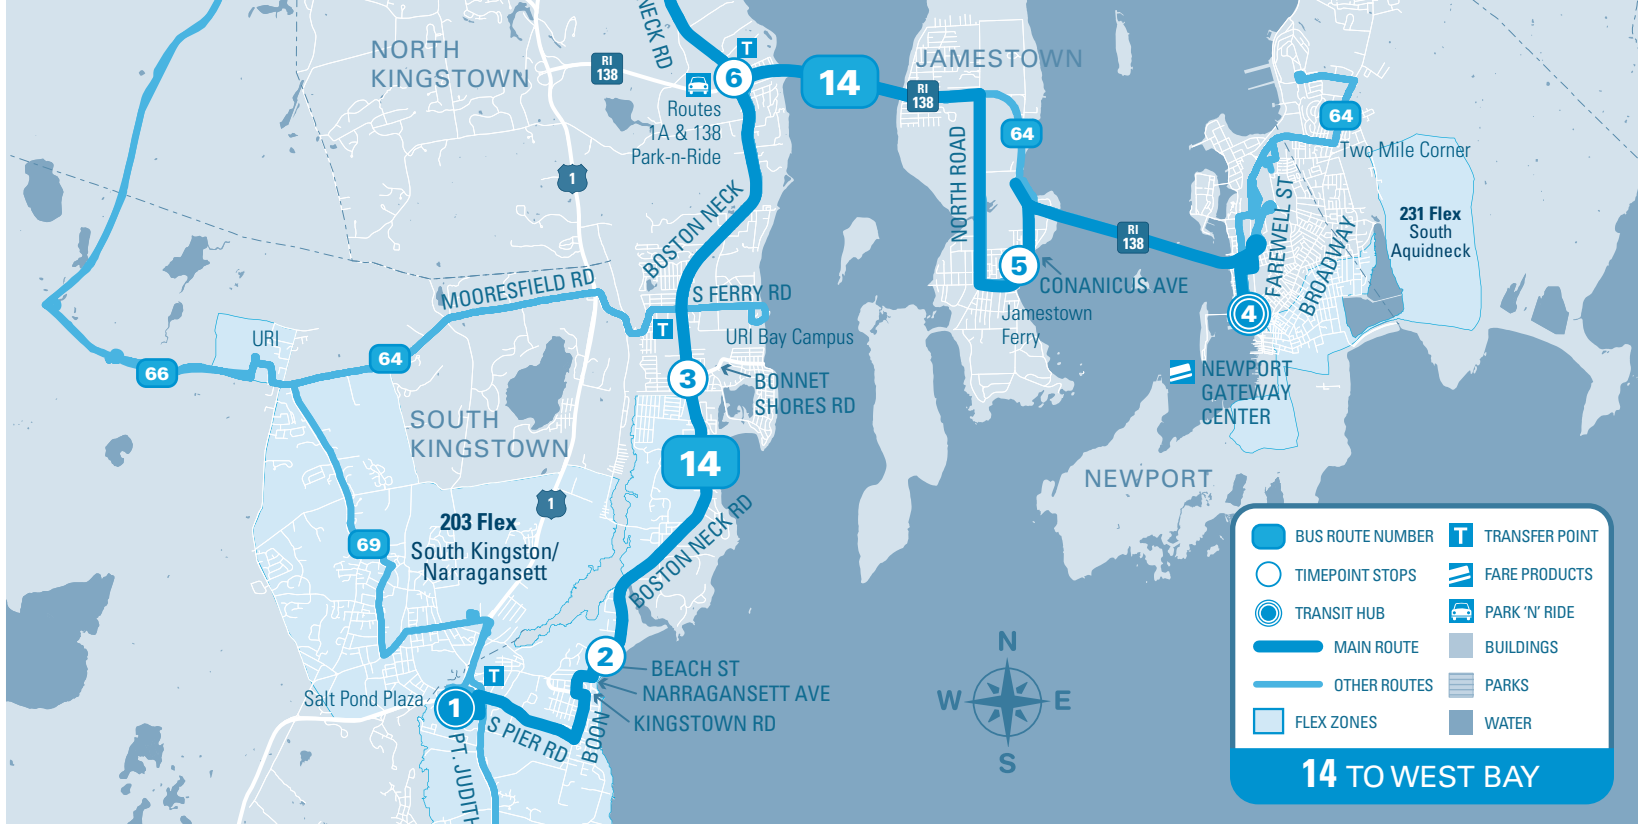 NECK RD
T
NORTH
KINGSTOWN
RI
138
6
14
Routes
1A & 138
Park-n-Ride
JAMESTOWN
RI
138
64
NORTH ROAD
64
Two Mile Corner
231 Flex
South
Aquidneck
1
BOSTON NECK
RI
138
FAREWELL ST
BROADWAY
5
CONANICUS AVE
Jamestown
Ferry
4
NEWPORT
GATEWAY
CENTER
NEWPORT
MOORESFIELD RD
S FERRY RD
T
URI Bay Campus
URI
66
64
3
BONNET
SHORES RD
SOUTH
KINGSTOWN
14
1
203 Flex
South Kingston/
Narragansett
69
BOSTON NECK RD
2
BEACH ST
NARRAGANSETT AVE
KINGSTOWN RD
T
Salt Pond Plaza
1
S PIER RD
BOON
PT. JUDITH
N
W
E
S
BUS ROUTE NUMBER
T
TRANSFER POINT
TIMEPOINT STOPS
FARE PRODUCTS
TRANSIT HUB
PARK 'N' RIDE
MAIN ROUTE
BUILDINGS
OTHER ROUTES
PARKS
FLEX ZONES
WATER
14 TO WEST BAY